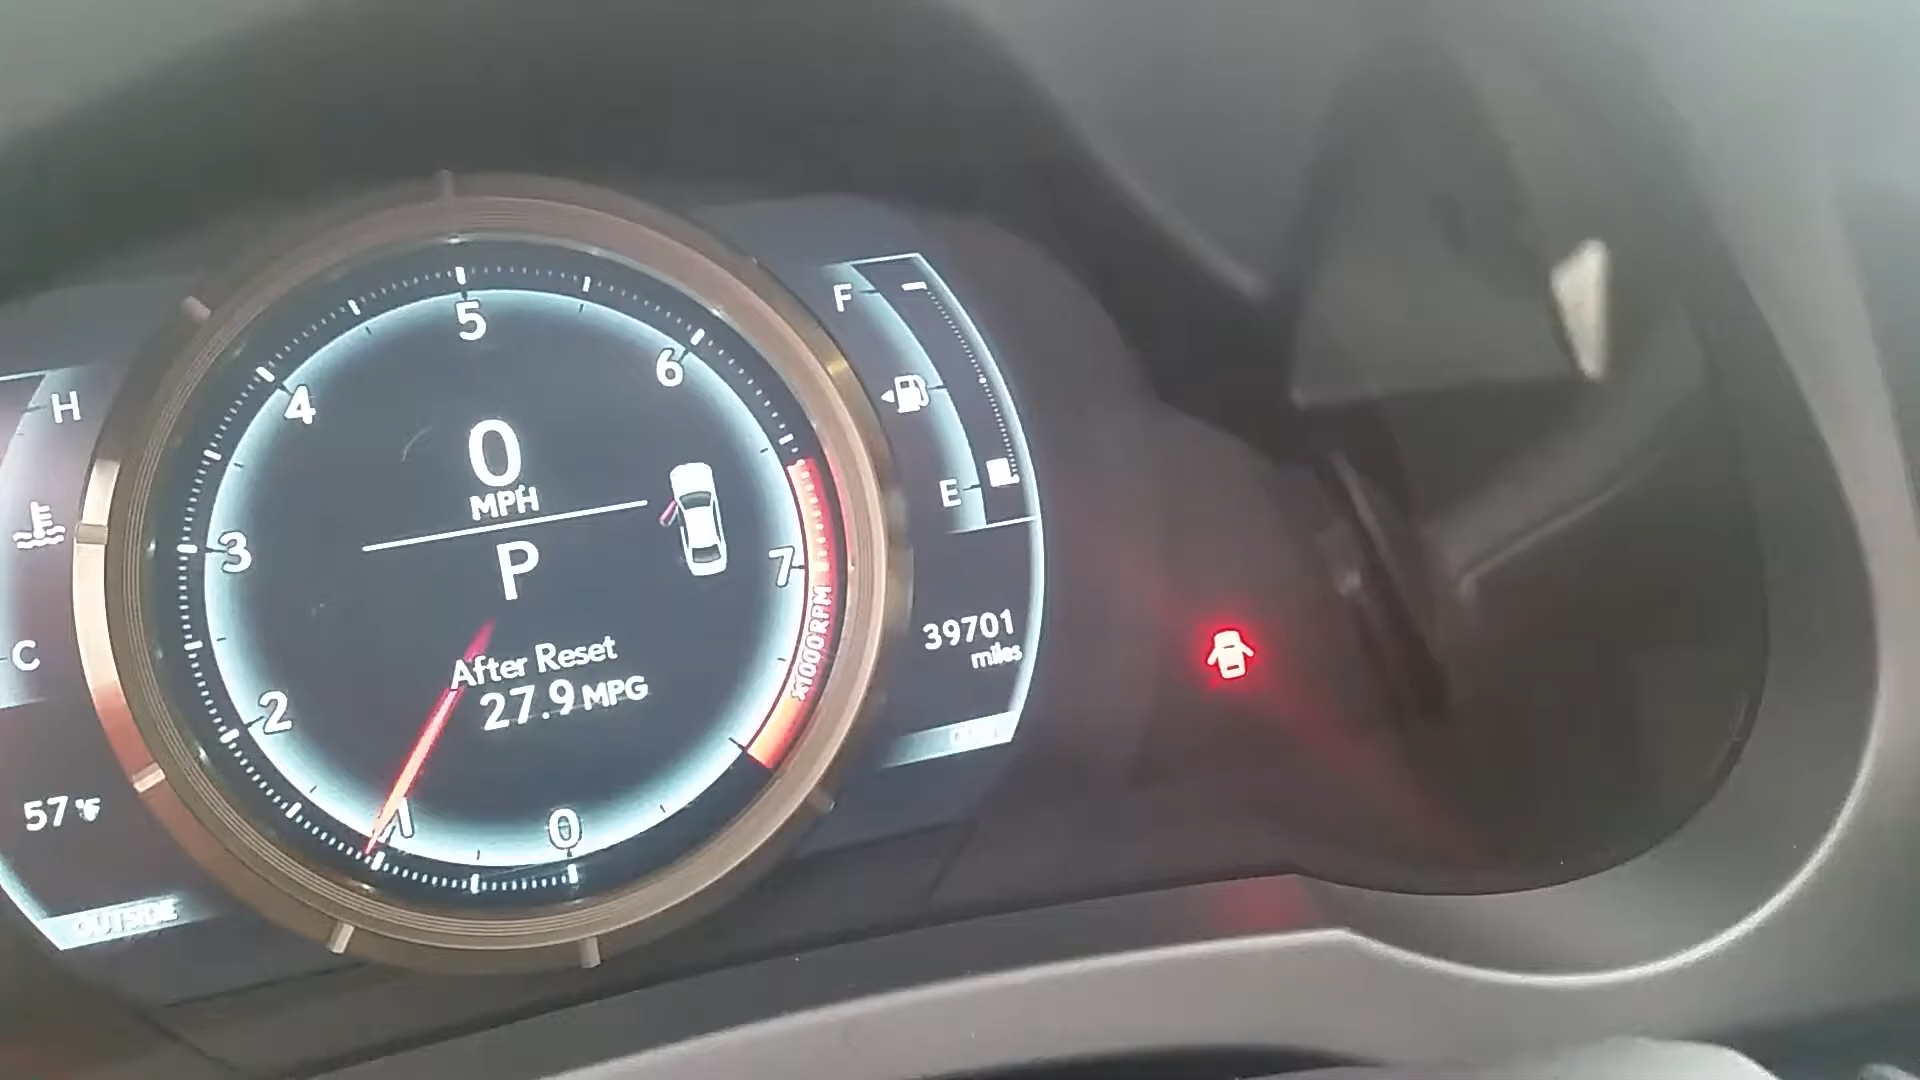 H
C
57°F
OUTSIDE
5
4
6
3
7
2
1
0
x1000RPM
0
MPH
P
After Reset
27.9 MPG
F
E
39701
miles